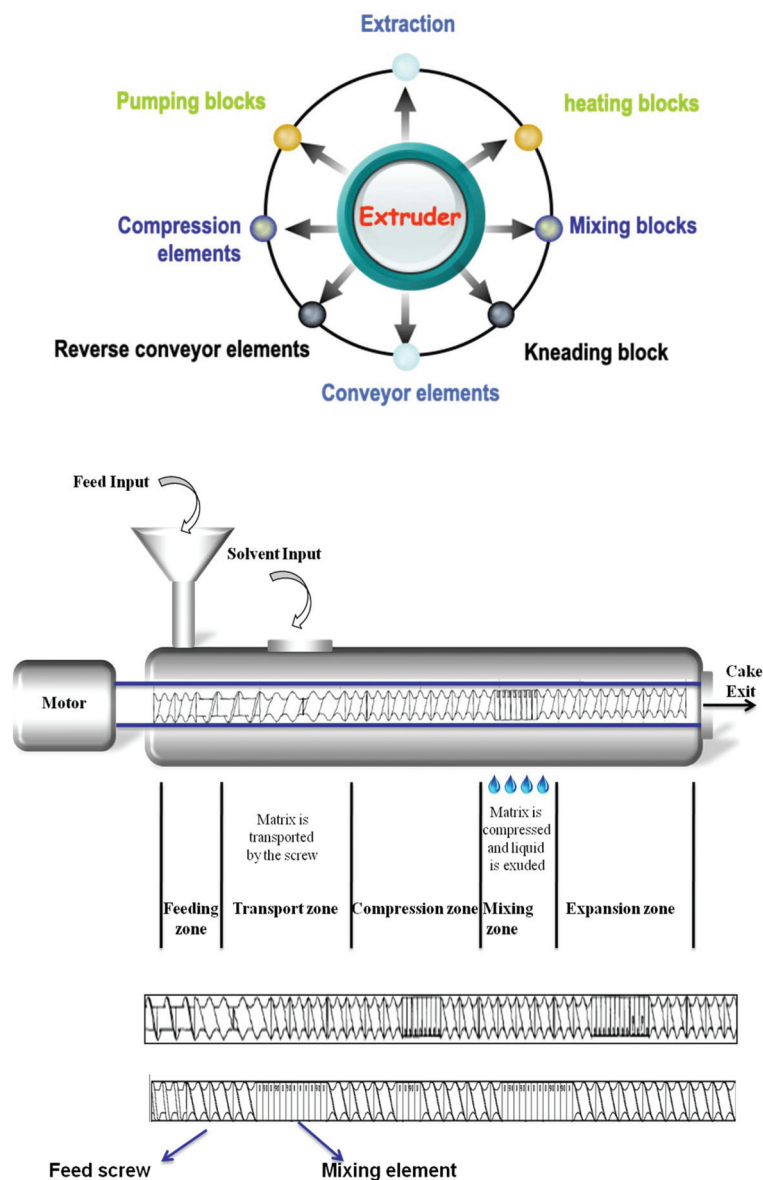 Extraction
Pumping blocks
heating blocks
Compression
elements
Extruder
Mixing blocks
Reverse conveyor elements
Kneading block
Conveyor elements
Feed Input
Solvent Input
Motor
Cake
Exit
Matrix is
transported
by the screw
Matrix is
compressed
and liquid
is exuded
Feeding
zone
Transport zone
Compression zone
Mixing
zone
Expansion zone
Feed screw
Mixing element